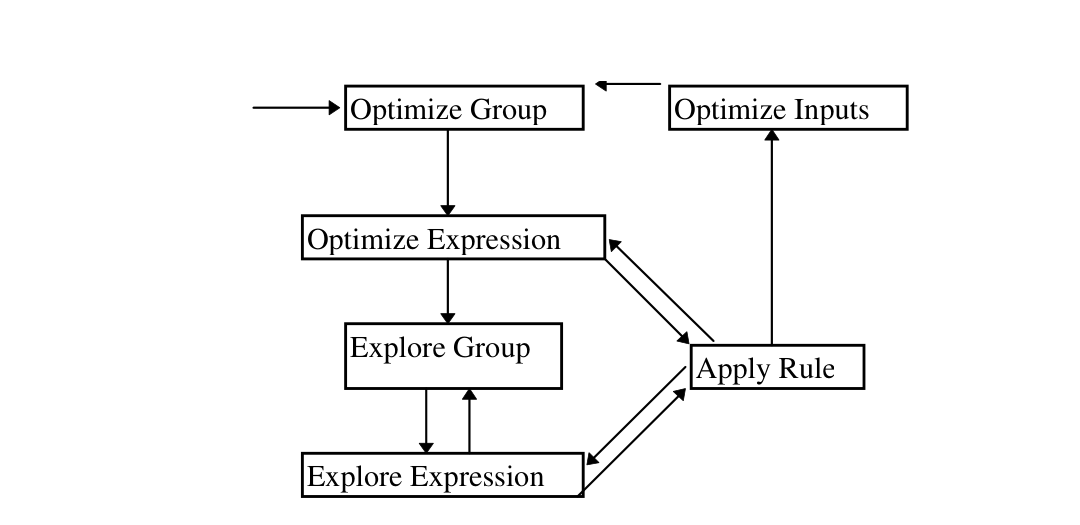 Optimize Group
Optimize Inputs
Optimize Expression
Explore Group
Apply Rule
Explore Expression